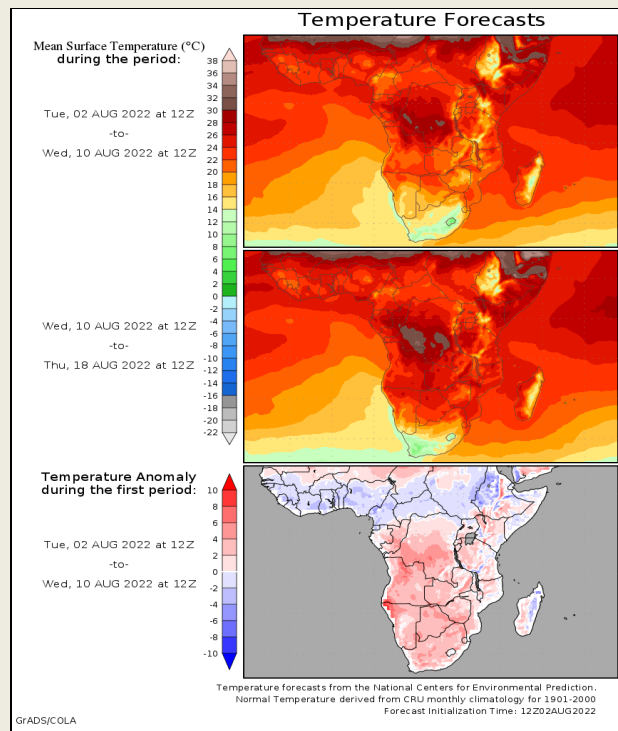 Temperature Forecasts
Mean Surface Temperature (°C)
during the period:
38
36
34
32
30
28
26
24
22
20
18
16
14
12
10
8
6
4
2
0
-2
-4
-6
-8
-10
-12
-14
-16
-18
-20
-22
Tue, 02 AUG 2022 at 12Z
-to-
Wed, 10 AUG 2022 at 12Z
Wed, 10 AUG 2022 at 12Z
-to-
Thu, 18 AUG 2022 at 12Z
Temperature Anomaly
during the first period:
10
8
6
4
2
0
-2
-4
-6
-8
-10
Tue, 02 AUG 2022 at 12Z
-to-
Wed, 10 AUG 2022 at 12Z
Temperature forecasts from the National Centers for Environmental Prediction.
Normal Temperature derived from CRU monthly climatology for 1901-2000
Forecast Initialization Time: 12Z02AUG2022
GrADS/COLA